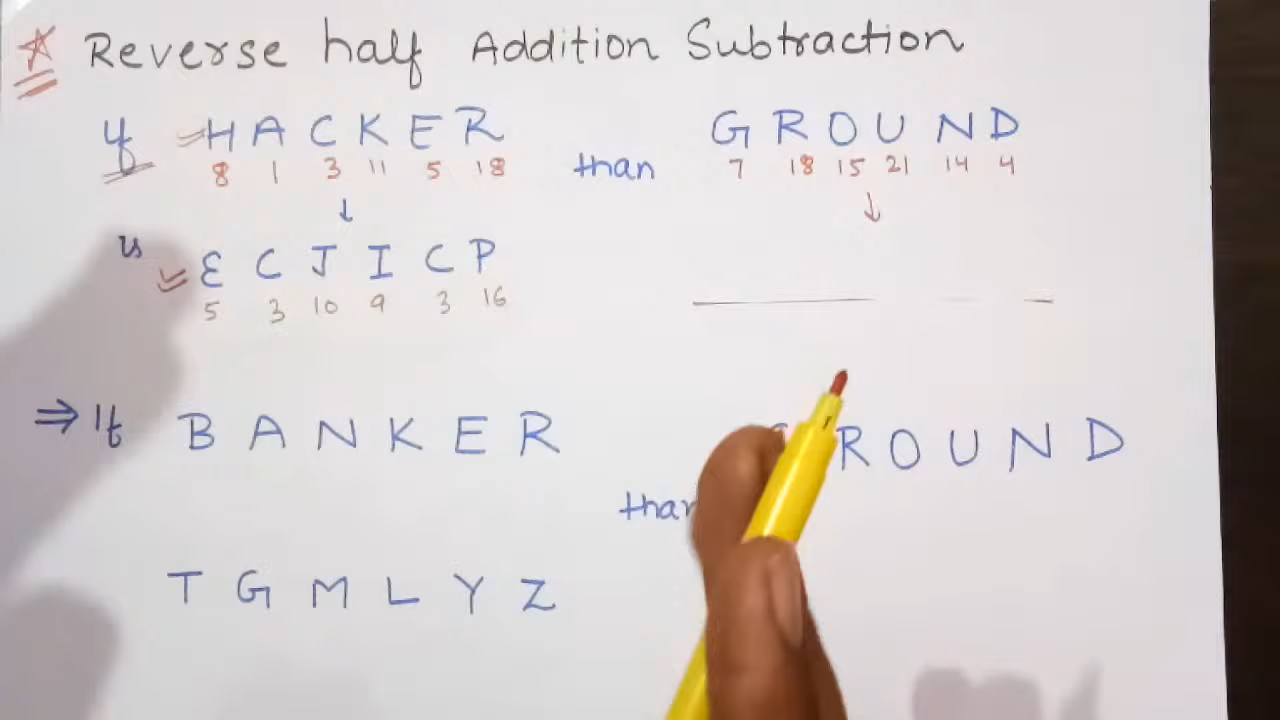 Reverse half Addition Subtraction
If HACKER than GROUND
8 1 3 11 5 18 7 18 15 21 14 4
↓ ↓
is ECJICP
5 3 10 9 3 16
⇒ If BANKER ROUND
than
TGMLYZ